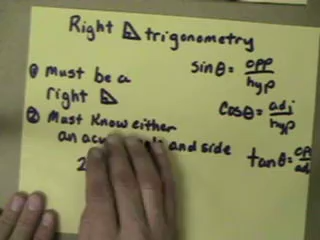 Right trigonometry
sinθ = opp/hyp
① Must be a
right
cosθ = adj/hyp
② Must know either
an and side
tanθ =
2